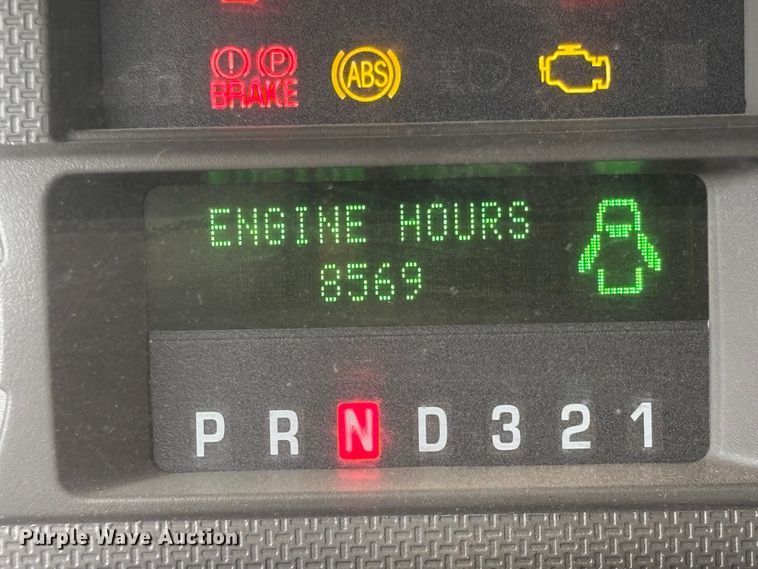 ! P
BRAKE
ABS
ENGINE HOURS
8569
P R N D 3 2 1
Purple Wave Auction